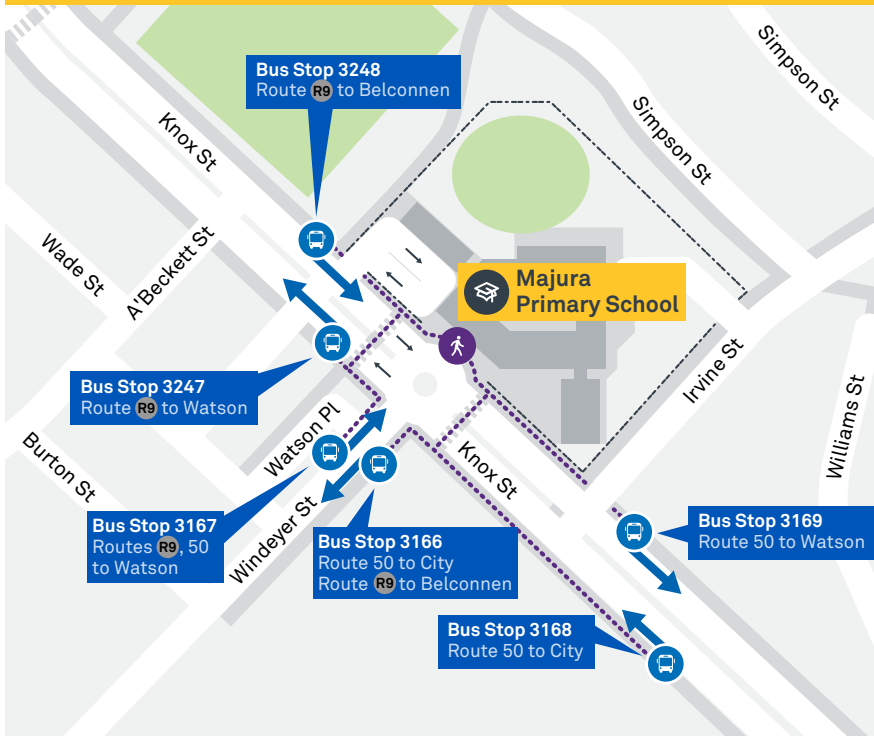 Simpson St
Bus Stop 3248
Route R9 to Belconnen
Simpson St
Knox St
Wade St
A'Beckett St
Majura
Primary School
Bus Stop 3247
Route R9 to Watson
Irvine St
Williams St
Watson Pl
Burton St
Knox St
Windeyer St
Bus Stop 3167
Routes R9, 50
to Watson
Bus Stop 3166
Route 50 to City
Route R9 to Belconnen
Bus Stop 3169
Route 50 to Watson
Bus Stop 3168
Route 50 to City